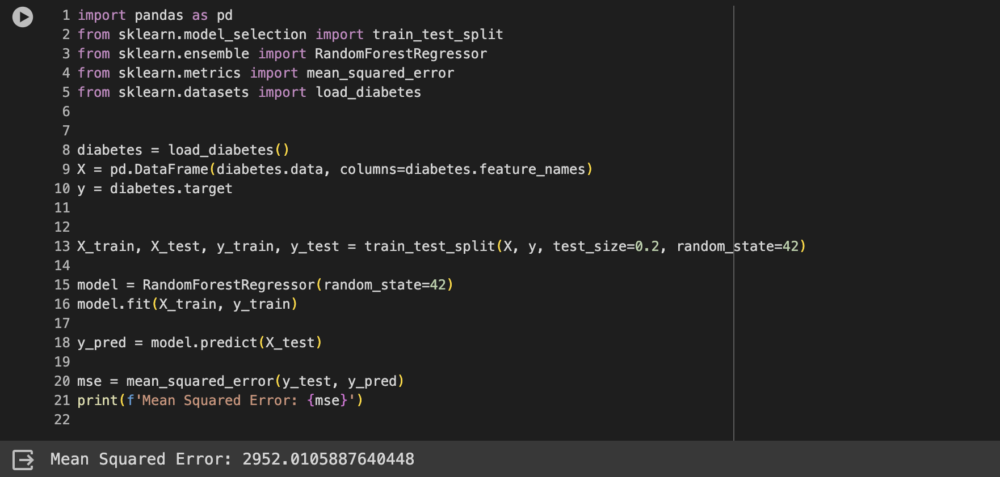 1 import pandas as pd
2 from sklearn.model_selection import train_test_split
3 from sklearn.ensemble import RandomForestRegressor
4 from sklearn.metrics import mean_squared_error
5 from sklearn.datasets import load_diabetes
6
7
8 diabetes = load_diabetes()
9 X = pd.DataFrame(diabetes.data, columns=diabetes.feature_names)
10 y = diabetes.target
11
12
13 X_train, X_test, y_train, y_test = train_test_split(X, y, test_size=0.2, random_state=42)
14
15 model = RandomForestRegressor(random_state=42)
16 model.fit(X_train, y_train)
17
18 y_pred = model.predict(X_test)
19
20 mse = mean_squared_error(y_test, y_pred)
21 print(f'Mean Squared Error: {mse}')
22
Mean Squared Error: 2952.0105887640448